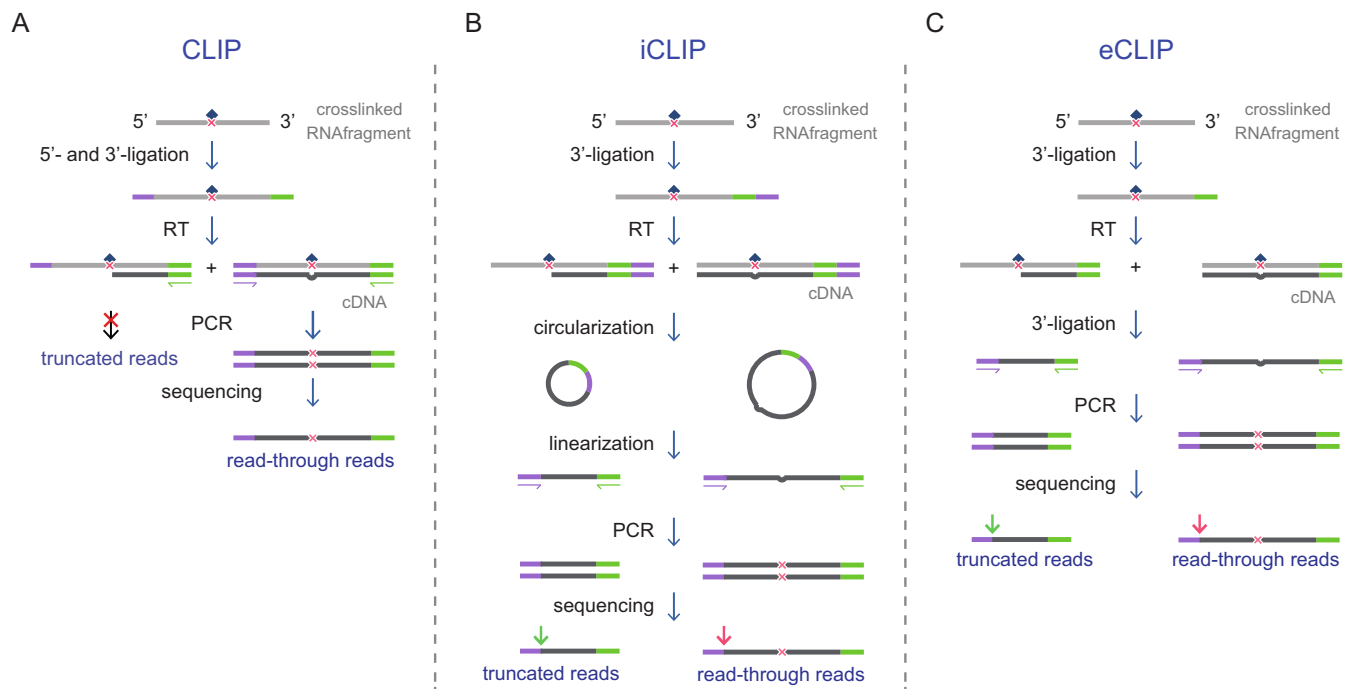 A
CLIP
5’
3’
crosslinked
RNAfragment
5’- and 3’-ligation
RT
+
cDNA
PCR
truncated reads
sequencing
read-through reads
B
iCLIP
5’
3’
crosslinked
RNAfragment
3’-ligation
RT
+
cDNA
circularization
linearization
PCR
sequencing
truncated reads
read-through reads
C
eCLIP
5’
3’
crosslinked
RNAfragment
3’-ligation
RT
+
cDNA
3’-ligation
PCR
sequencing
truncated reads
read-through reads